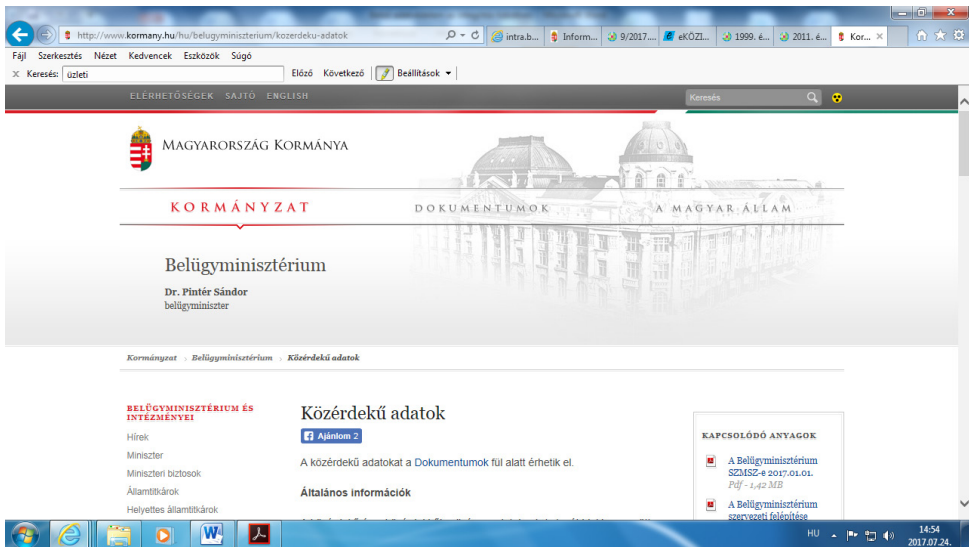 http://www.kormany.hu/hu/belugyminiszterium/kozerdeku-adatok
intra.b... Inform... 9/2017.... eKÖZI... 1999. é... 2011. é... Kor...
Fájl Szerkesztés Nézet Kedvencek Eszközök Súgó
Keresés: üzleti Előző Következő Beállítások
ELÉRHETŐSÉGEK SAJTÓ ENGLISH Keresés
MAGYARORSZÁG KORMÁNYA
KORMÁNYZAT DOKUMENTUMOK A MAGYAR ÁLLAM
Belügyminisztérium
Dr. Pintér Sándor
belügyminiszter
Kormányzat Belügyminisztérium Közérdekű adatok
BELÜGYMINISZTÉRIUM ÉS
INTÉZMÉNYEI
Hírek
Miniszter
Miniszteri biztosok
Államtitkárok
Helyettes államtitkárok
Közérdekű adatok
Ajánlom 2
A közérdekű adatokat a Dokumentumok fül alatt érhetik el.
Általános információk
KAPCSOLÓDÓ ANYAGOK
A Belügyminisztérium
SZMSZ-e 2017.01.01.
Pdf - 1,42 MB
A Belügyminisztérium
szervezeti felépítése
HU
14:54
2017.07.24.